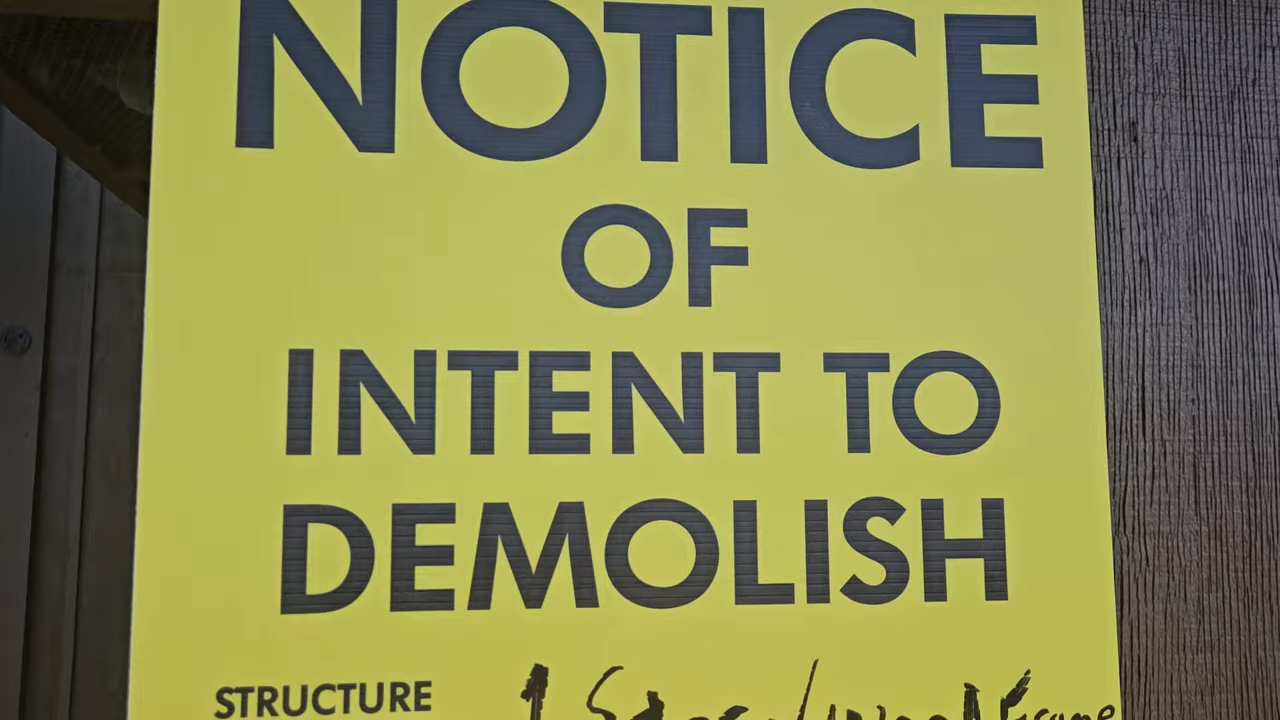 NOTICE
OF
INTENT TO
DEMOLISH
STRUCTURE